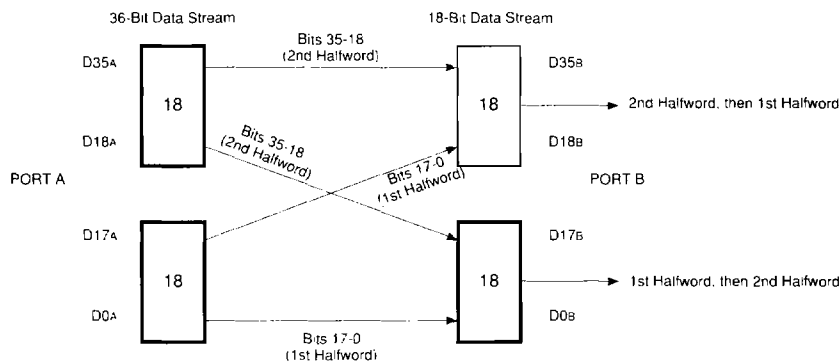 36-Bit Data Stream
18-Bit Data Stream
Bits 35-18
(2nd Halfword)
D35A
18
D18A
D35B
18
D18B
2nd Halfword, then 1st Halfword
Bits 35-18
(2nd Halfword)
Bits 17-0
(1st Halfword)
PORT A
PORT B
D17A
18
D0A
D17B
18
D0B
1st Halfword, then 2nd Halfword
Bits 17-0
(1st Halfword)